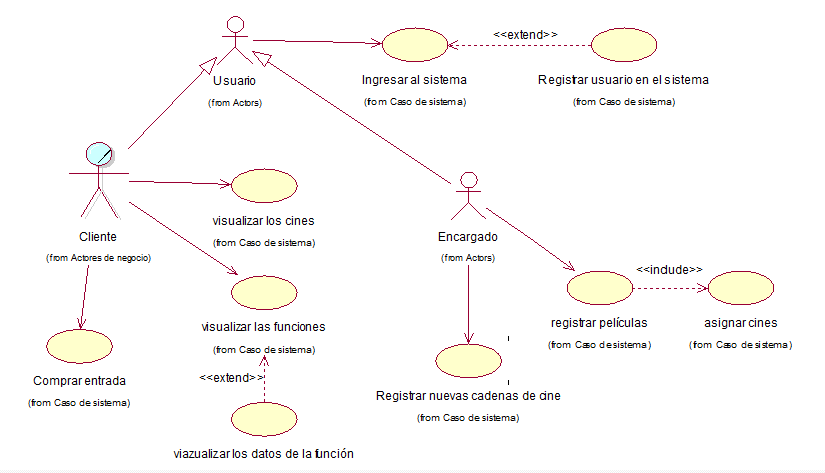 Usuario
(from Actors)
Ingresar al sistema
(from Caso de sistema)
<<extend>>
Registrar usuario en el sistema
(from Caso de sistema)
Cliente
(from Actores de negocio)
visualizar los cines
(from Caso de sistema)
Encargado
(from Actors)
visualizar las funciones
(from Caso de sistema)
<<include>>
registrar películas
(from Caso de sistema)
asignar cines
(from Caso de sistema)
Comprar entrada
(from Caso de sistema)
<<extend>>
Registrar nuevas cadenas de cine
(from Caso de sistema)
viazualizar los datos de la función